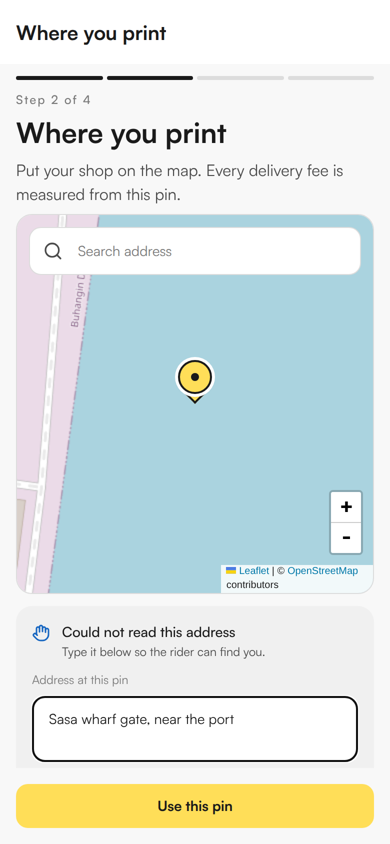 Where you print
Step 2 of 4
Where you print
Put your shop on the map. Every delivery fee is
measured from this pin.
Search address
Buhangin
+
-
Leaflet | © OpenStreetMap
contributors
Could not read this address
Type it below so the rider can find you.
Address at this pin
Sasa wharf gate, near the port
Use this pin